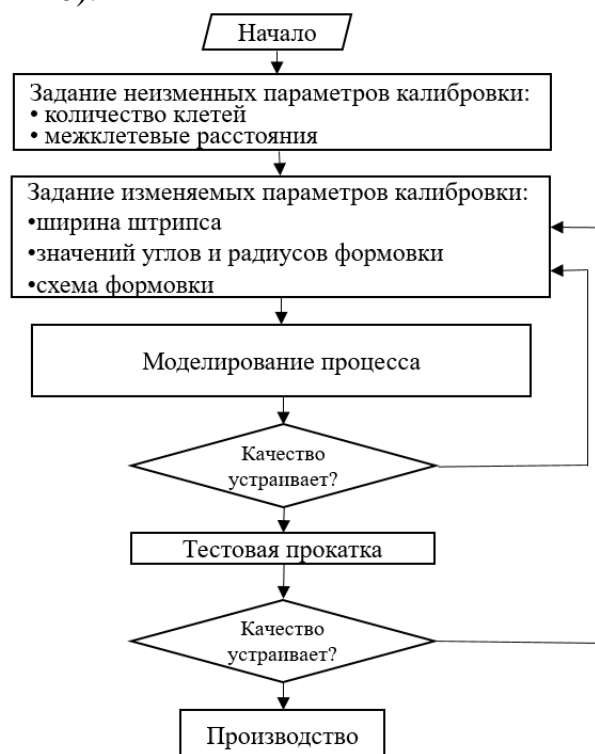 Начало
Задание неизменных параметров калибровки:
• количество клетей
• межклетевые расстояния
Задание изменяемых параметров калибровки:
•ширина штрипса
•значений углов и радиусов формовки
•схема формовки
Моделирование процесса
Качество
устраивает?
Тестовая прокатка
Качество
устраивает?
Производство